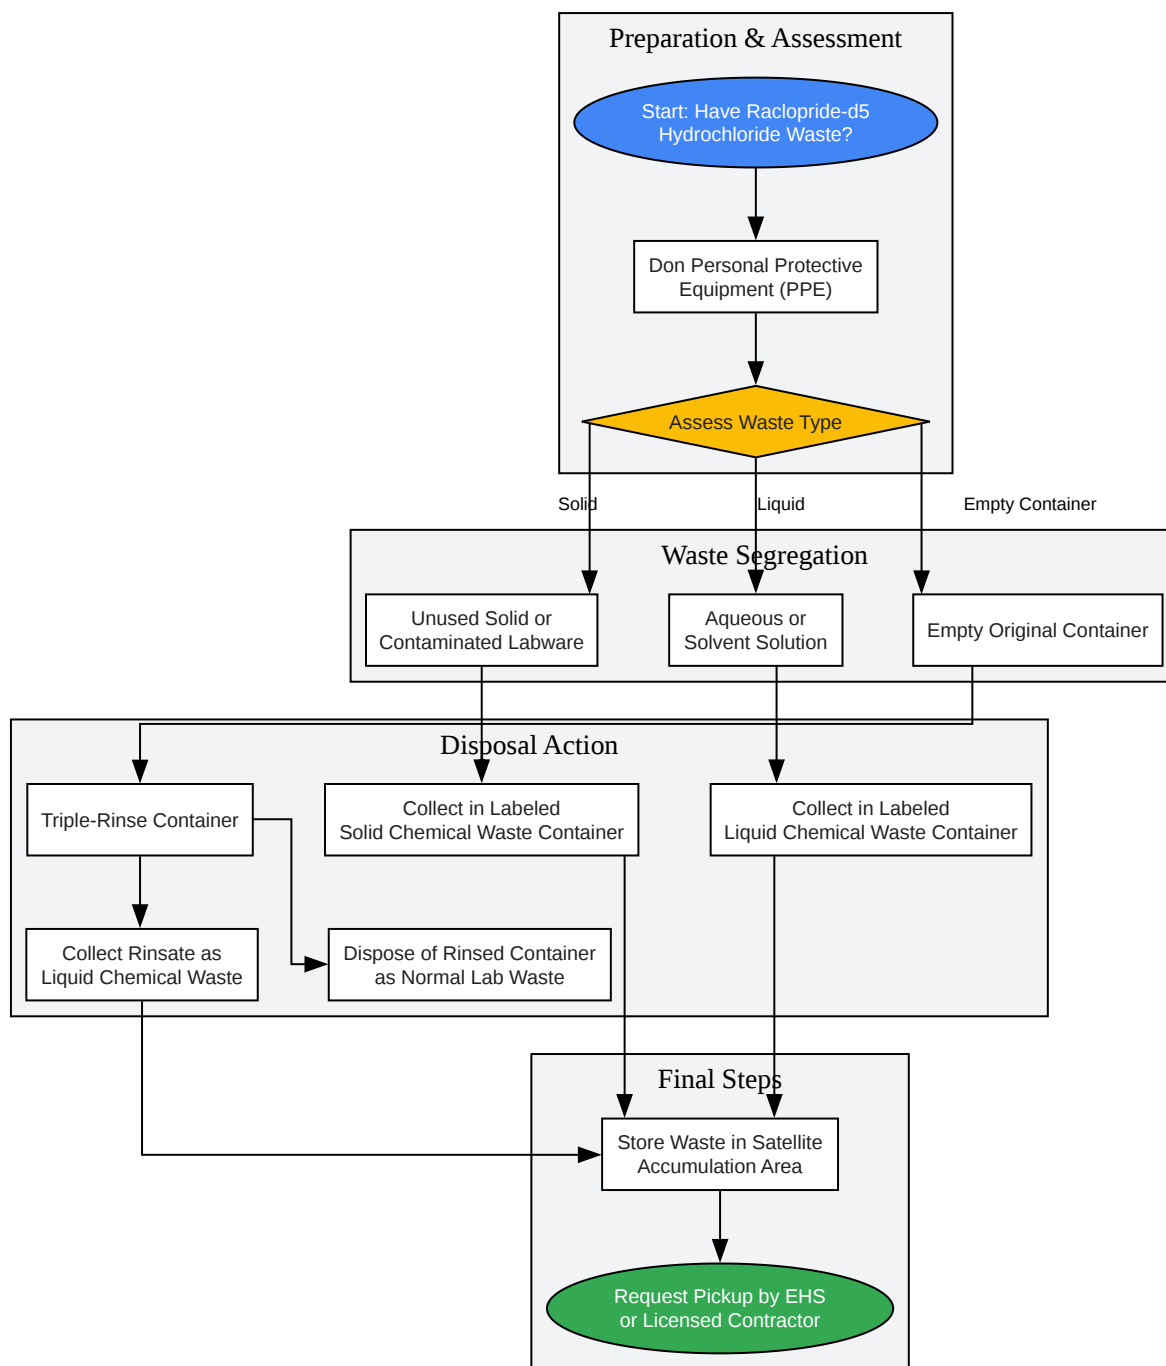 Preparation & Assessment
Start: Have Raclopride-d5
Hydrochloride Waste?
Don Personal Protective
Equipment (PPE)
Assess Waste Type
Solid
Liquid
Empty Container
Waste Segregation
Unused Solid or
Contaminated Labware
Aqueous or
Solvent Solution
Empty Original Container
Disposal Action
Triple-Rinse Container
Collect in Labeled
Solid Chemical Waste Container
Collect in Labeled
Liquid Chemical Waste Container
Collect Rinsate as
Liquid Chemical Waste
Dispose of Rinsed Container
as Normal Lab Waste
Final Steps
Store Waste in Satellite
Accumulation Area
Request Pickup by EHS
or Licensed Contractor